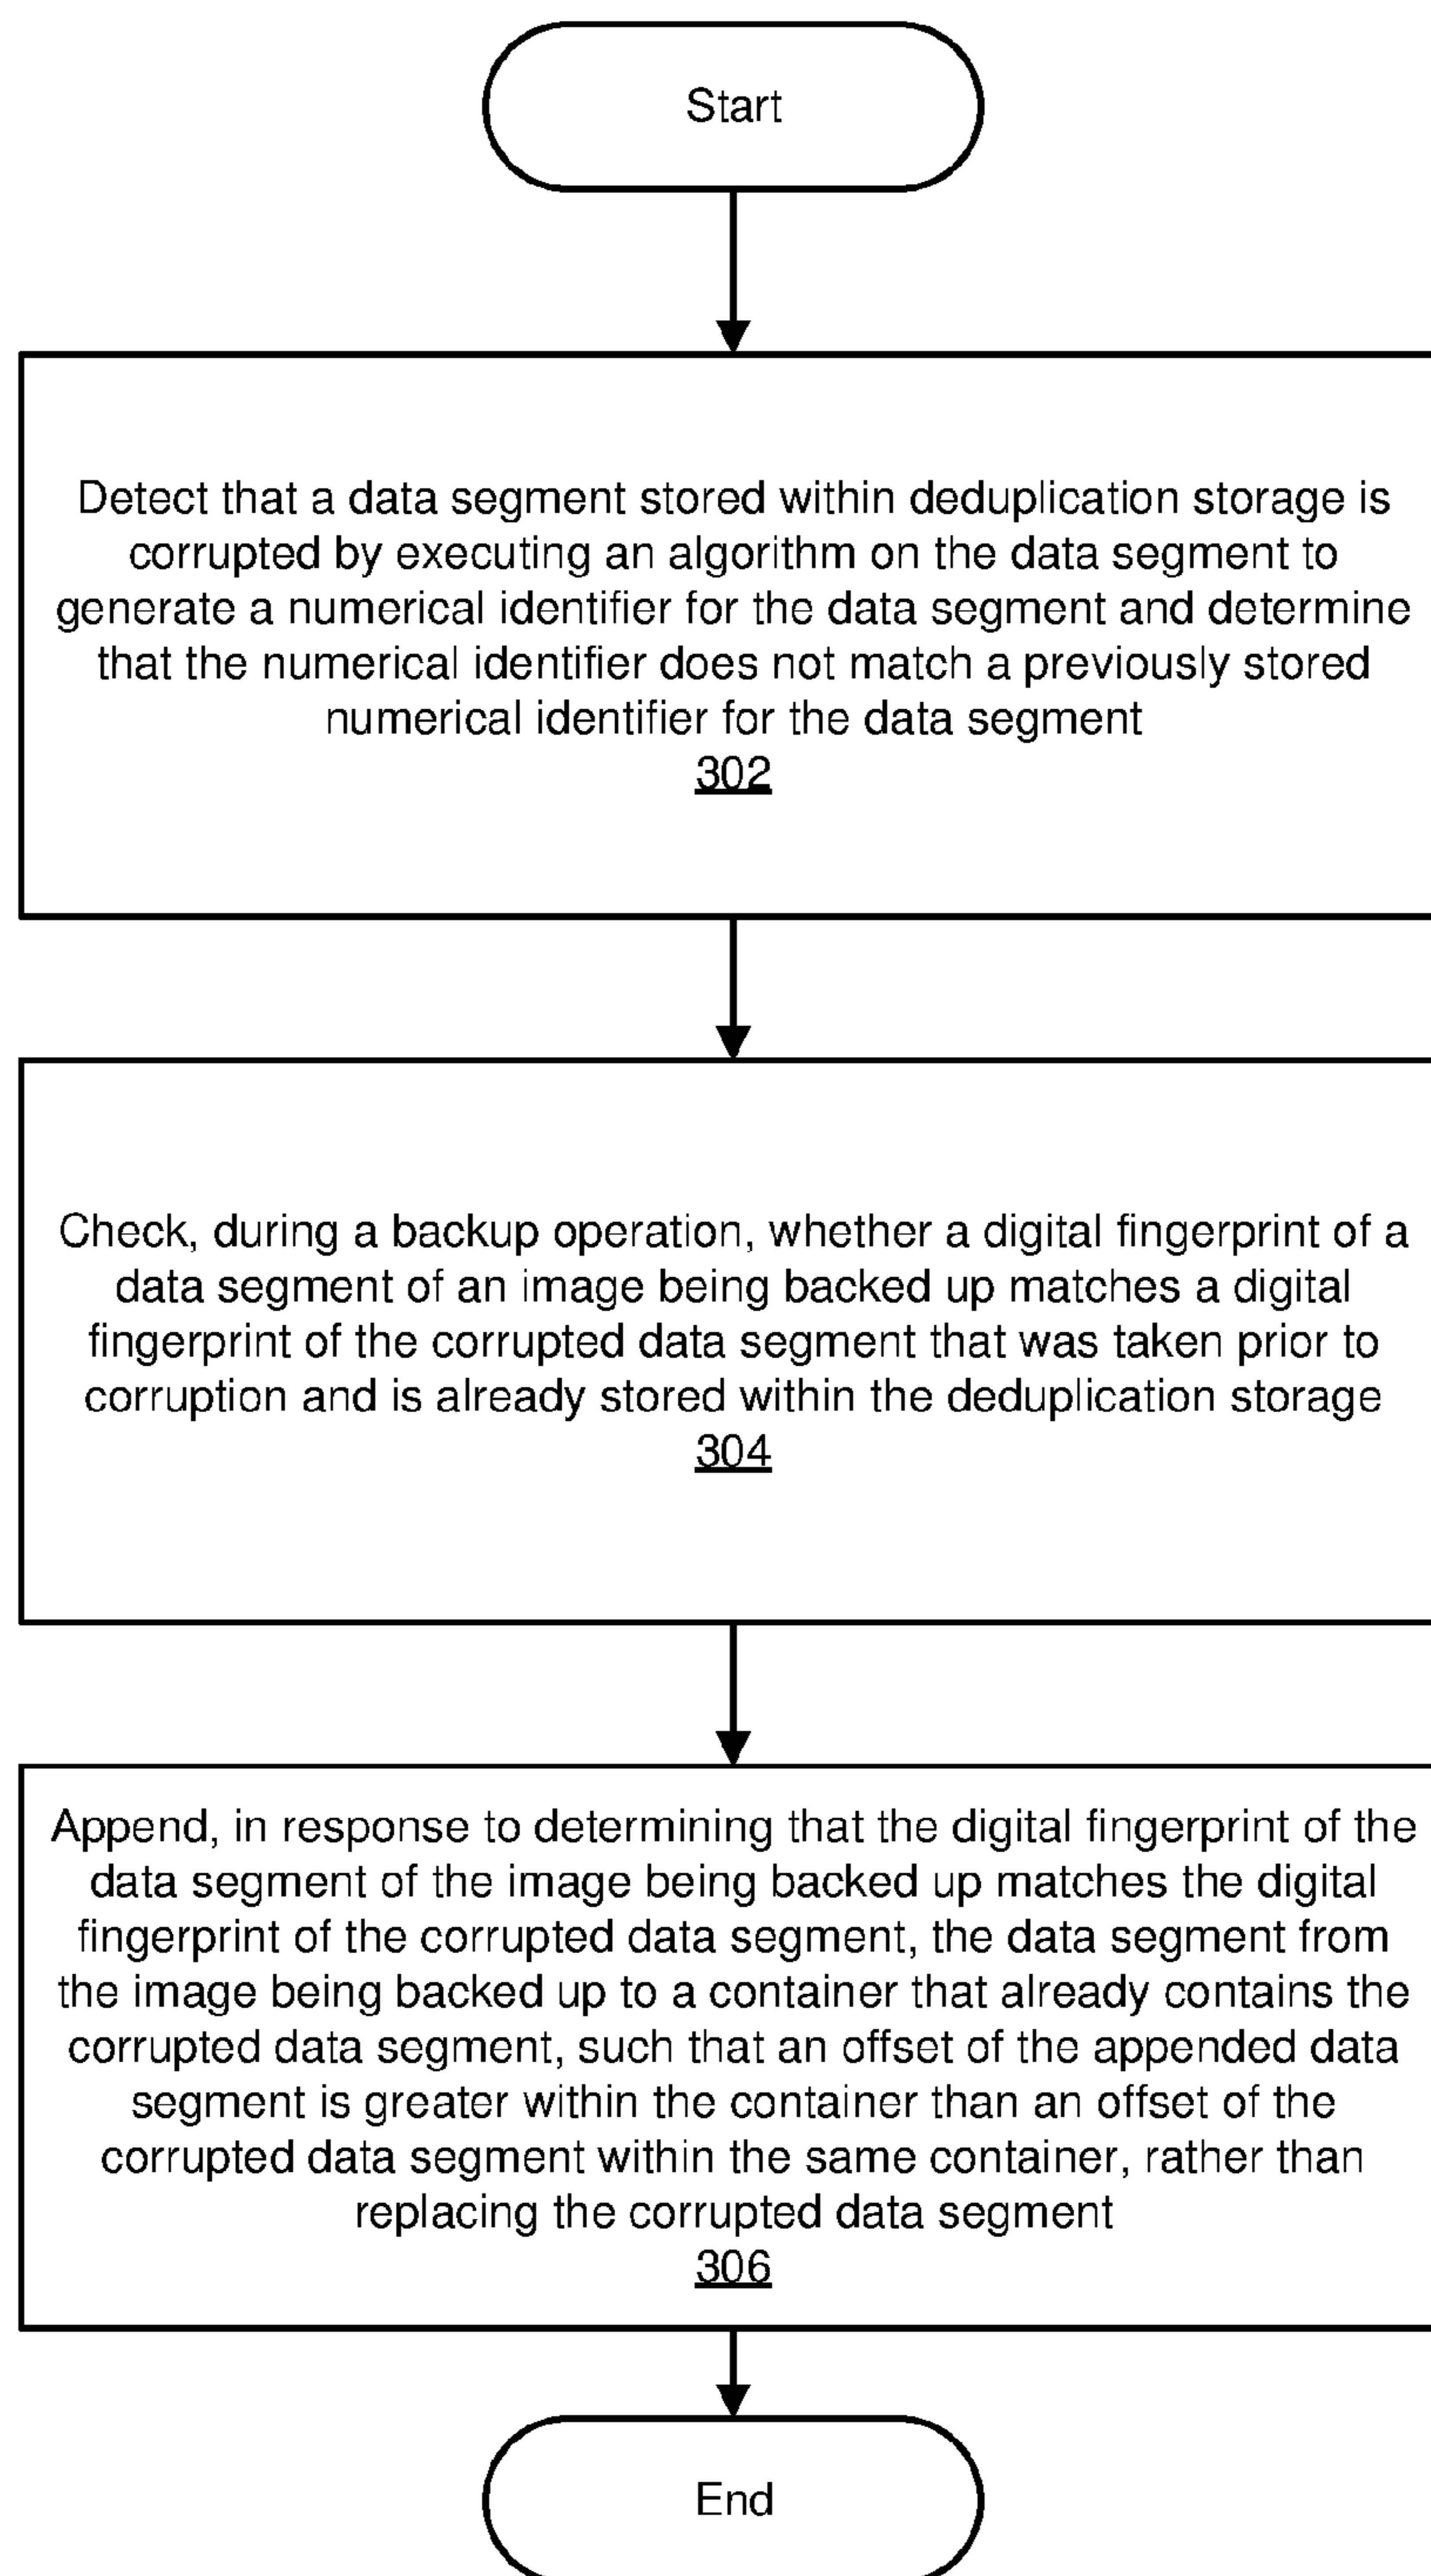 Start
Detect that a data segment stored within deduplication storage is
corrupted by executing an algorithm on the data segment to
generate a numerical identifier for the data segment and determine
that the numerical identifier does not match a previously stored
numerical identifier for the data segment
302
Check, during a backup operation, whether a digital fingerprint of a
data segment of an image being backed up matches a digital
fingerprint of the corrupted data segment that was taken prior to
corruption and is already stored within the deduplication storage
304
Append, in response to determining that the digital fingerprint of the
data segment of the image being backed up matches the digital
fingerprint of the corrupted data segment, the data segment from
the image being backed up to a container that already contains the
corrupted data segment, such that an offset of the appended data
segment is greater within the container than an offset of the
corrupted data segment within the same container, rather than
replacing the corrupted data segment
306
End